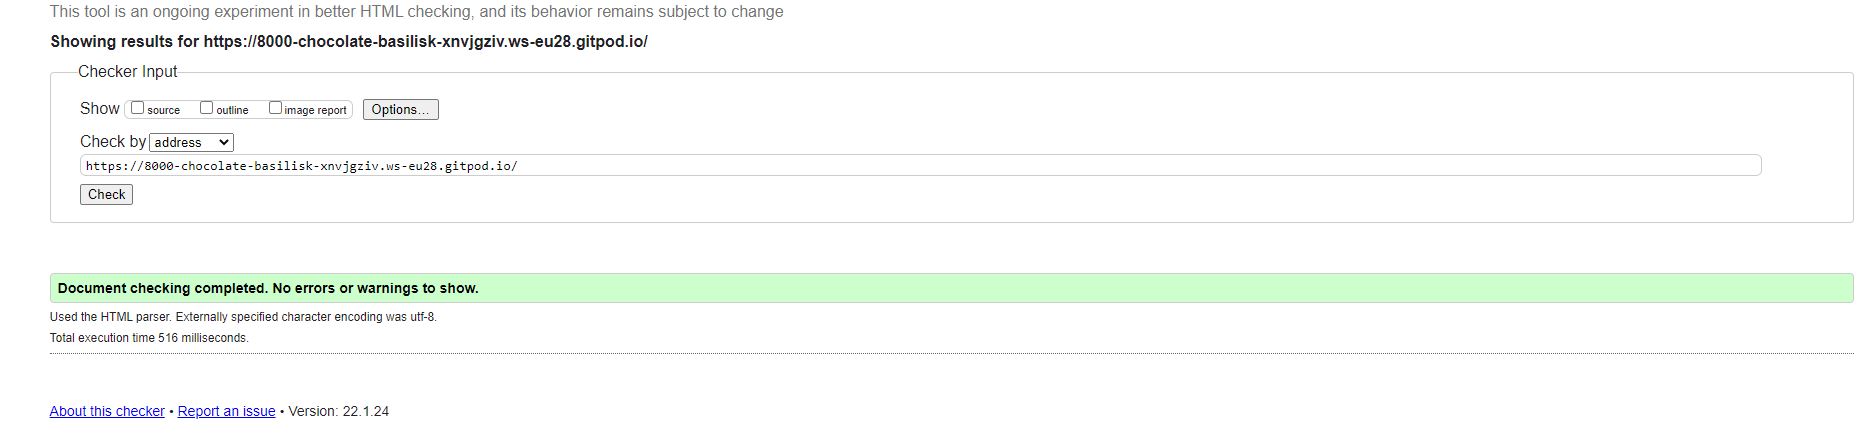 This tool is an ongoing experiment in better HTML checking, and its behavior remains subject to change
Showing results for https://8000-chocolate-basilisk-xnvjgziv.ws-eu28.gitpod.io/
Checker Input
Show source outline image report Options...
Check by address
https://8000-chocolate-basilisk-xnvjgziv.ws-eu28.gitpod.io/
Check
Document checking completed. No errors or warnings to show.
Used the HTML parser. Externally specified character encoding was utf-8.
Total execution time 516 milliseconds.
About this checker • Report an issue • Version: 22.1.24